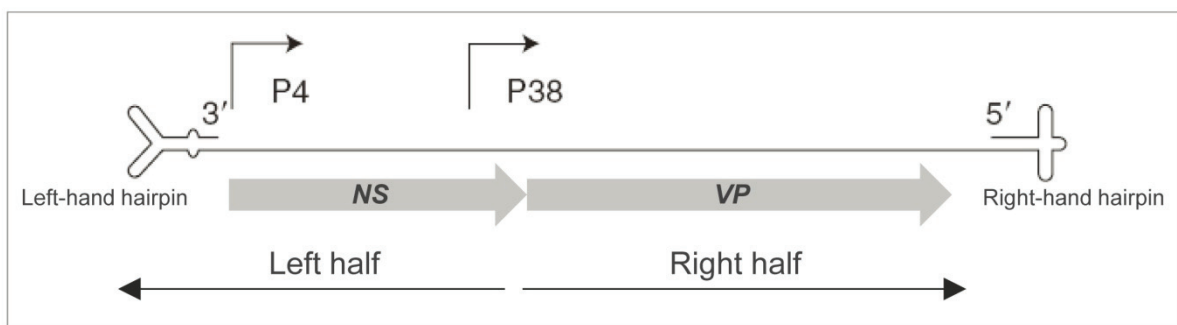 P4
P38
3′
5′
Left-hand hairpin
NS
VP
Right-hand hairpin
Left half
Right half